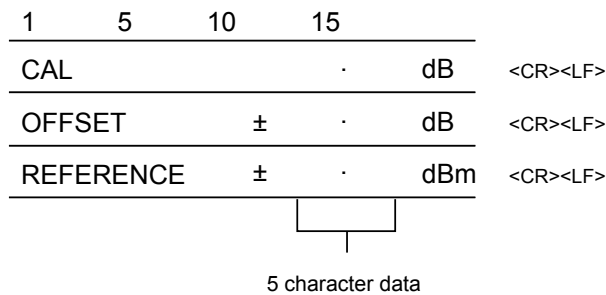 1 5 10 15
CAL . dB <CR><LF>
OFFSET ± . dB <CR><LF>
REFERENCE ± . dBm <CR><LF>
5 character data